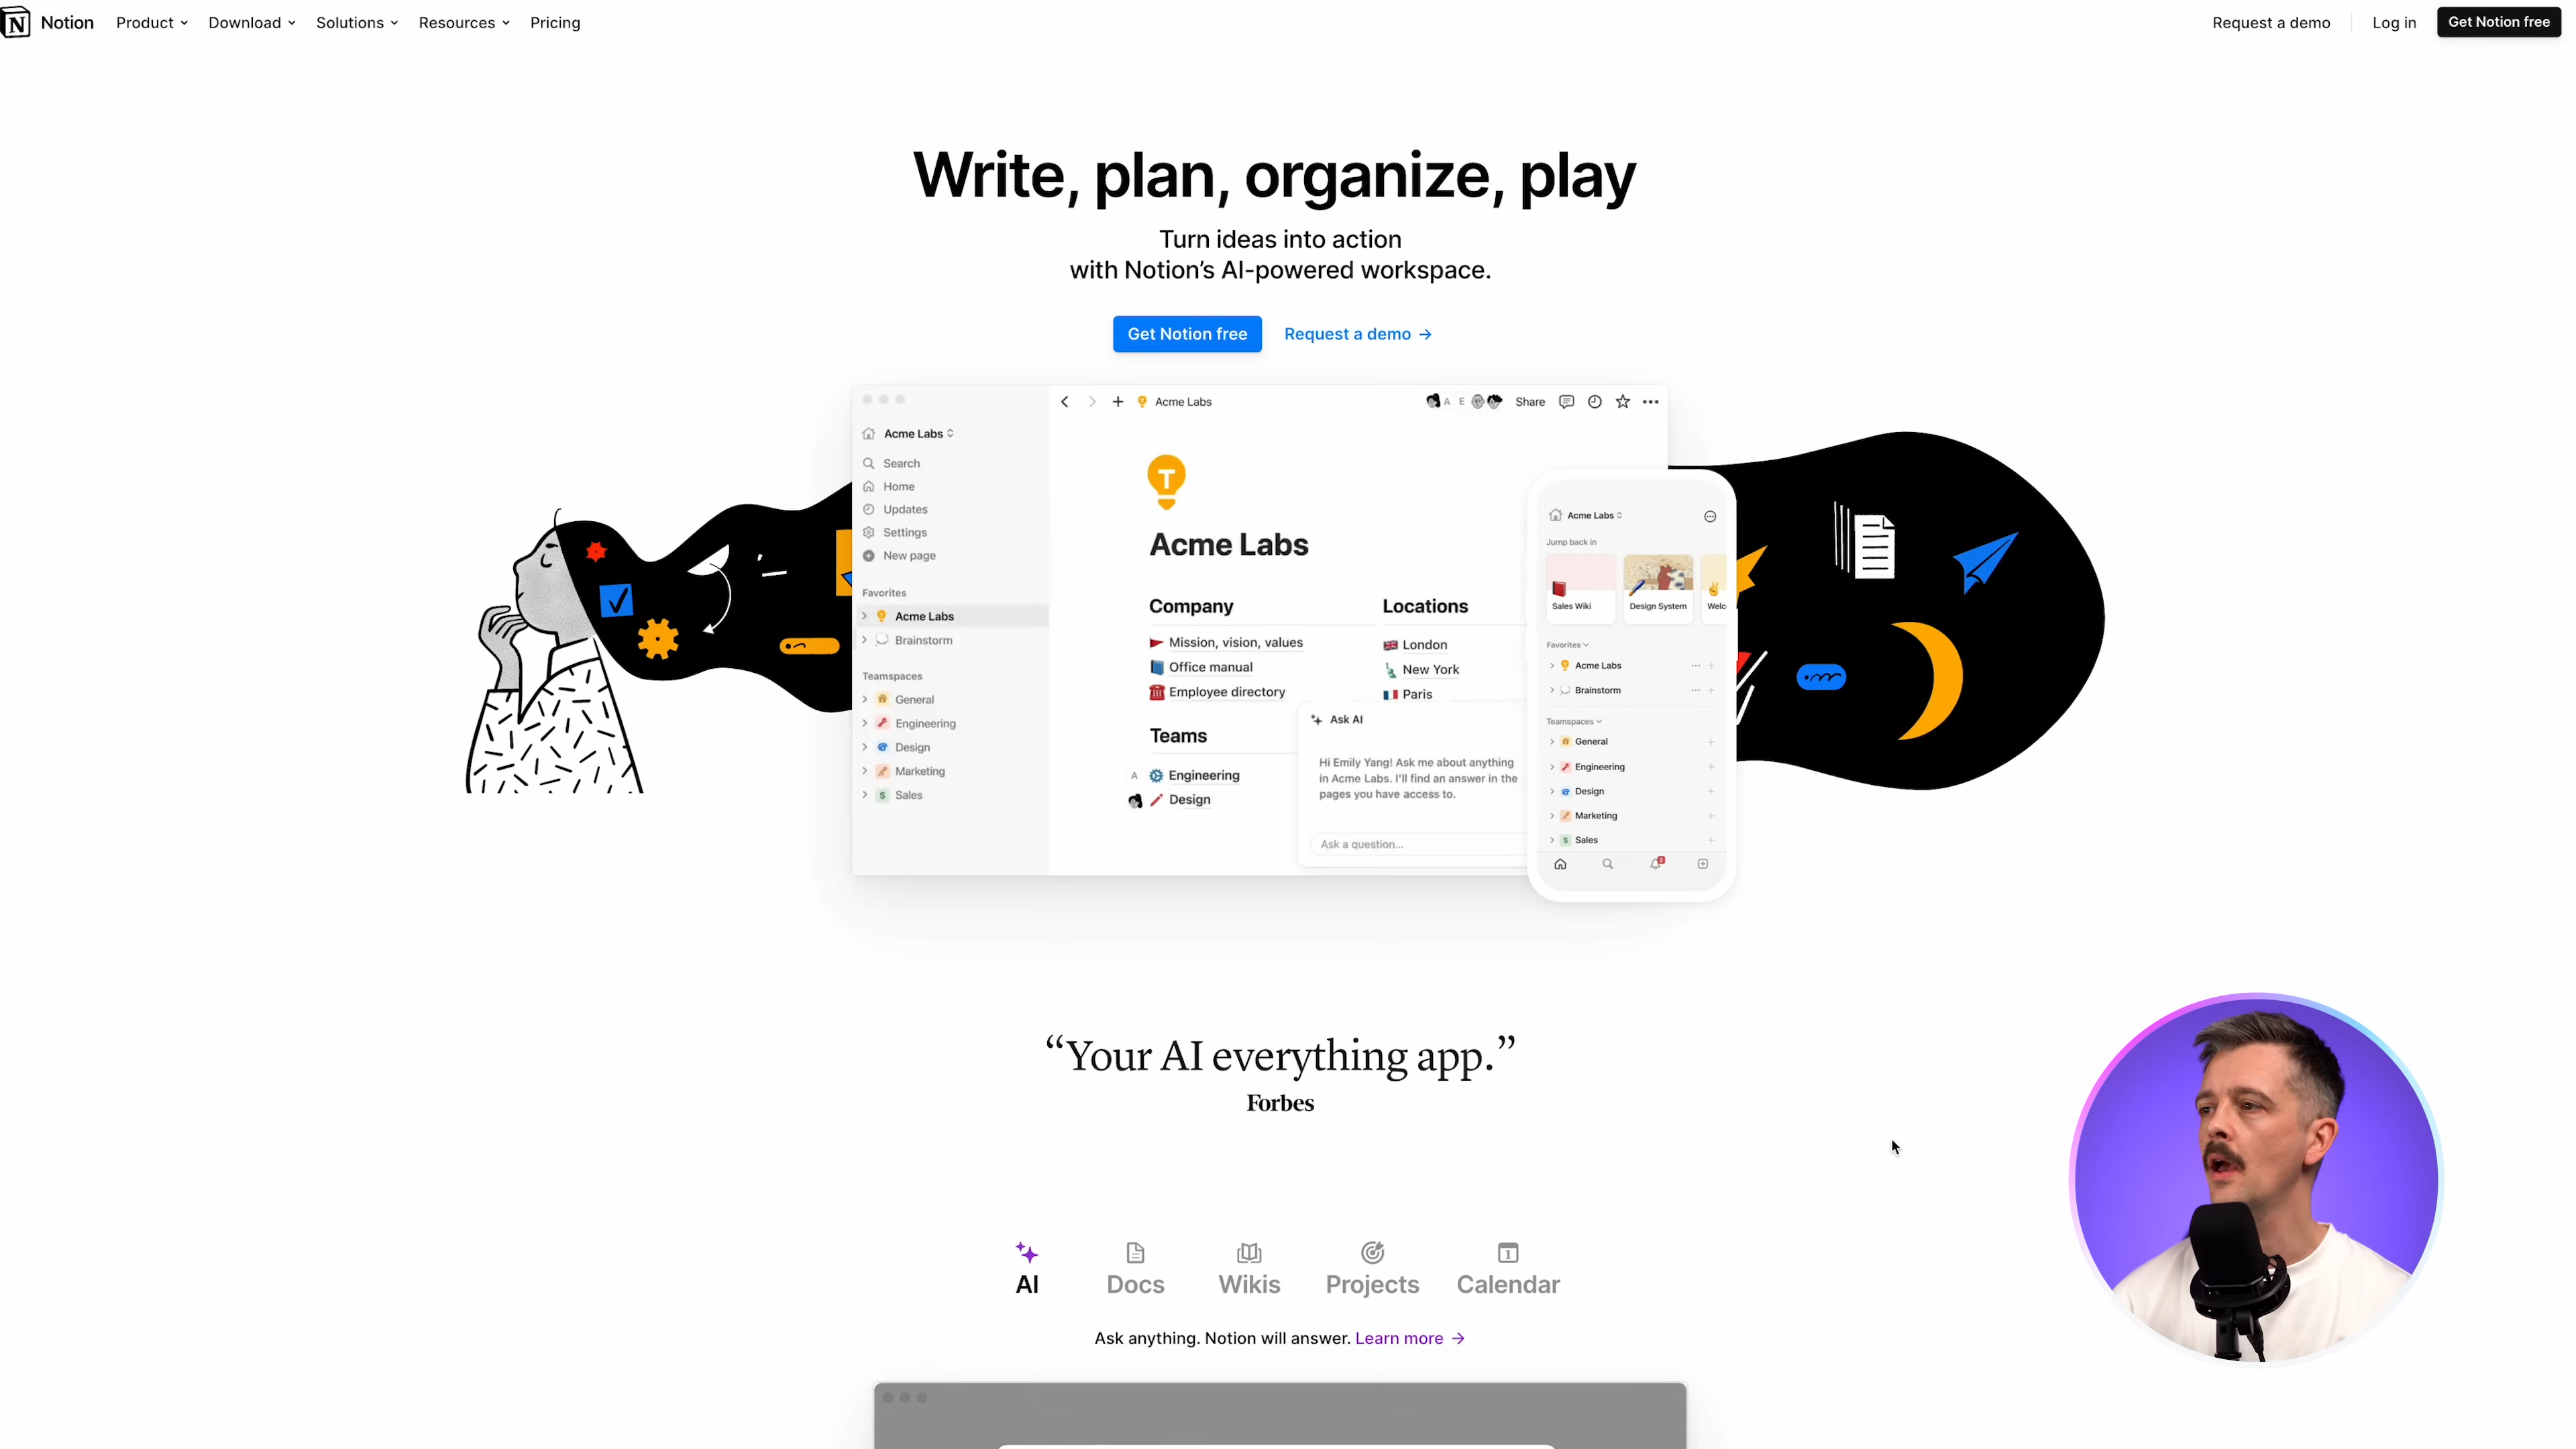 Notion
Product
Download
Solutions
Resources
Pricing
Request a demo
Log in
Get Notion free
Write, plan, organize, play
Turn ideas into action
with Notion’s AI-powered workspace.
Get Notion free
Request a demo →
Acme Labs
Search
Home
Updates
Settings
New page
Favorites
Acme Labs
Brainstorm
Teamspaces
General
Engineering
Design
Marketing
Sales
Acme Labs
A
E
Share
T
Acme Labs
Company
Mission, vision, values
Office manual
Employee directory
Teams
A
Engineering
Design
Locations
London
New York
Paris
Ask AI
Hi Emily Yang! Ask me about anything
in Acme Labs. I'll find an answer in the
pages you have access to.
Ask a question...
Acme Labs
Jump back in
Sales Wiki
Design System
Welc
Favorites
Acme Labs
Brainstorm
Teamspaces
General
Engineering
Design
Marketing
Sales
2
“Your AI everything app.”
Forbes
AI
Docs
Wikis
Projects
1
Calendar
Ask anything. Notion will answer. Learn more →